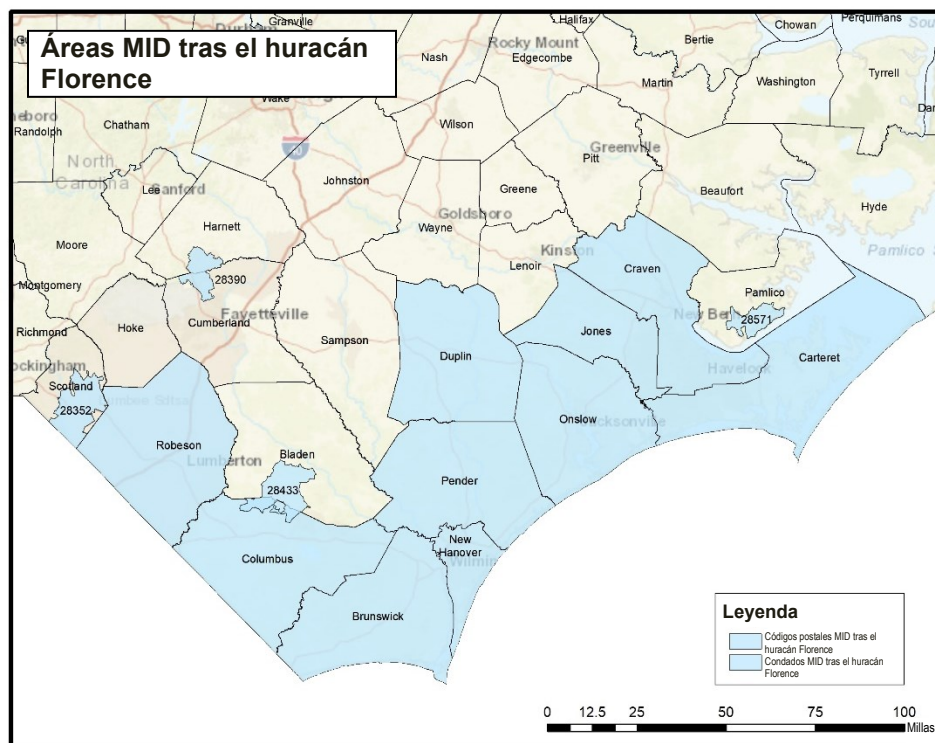 Áreas MID tras el huracán
Florence
Granville
Halifax
Chowan
Perquimans
Bertie
Nash
Rocky Mount
Edgecombe
Martin
Washington
Tyrrell
Wake
Chatham
Randolph
North
Carolina
Wilson
Pitt
Greenville
Johnston
Lee
Sanford
Greene
Beaufort
Hyde
Harnett
Goldsboro
Wayne
Moore
Kinston
Lenoir
Craven
Pamlico S
Montgomery
28390
Pamlico
Richmond
Hoke
Cumberland
Fayetteville
New Bern
28571
Sampson
Jones
Duplin
Carteret
Havelock
Scotland
28352
Onslow
Jacksonville
Robeson
Lumberton
Bladen
28433
Pender
New
Hanover
Columbus
Brunswick
Leyenda
Códigos postales MID tras el
huracán Florence
Condados MID tras el huracán
Florence
0 12.5 25 50 75 100
Millas